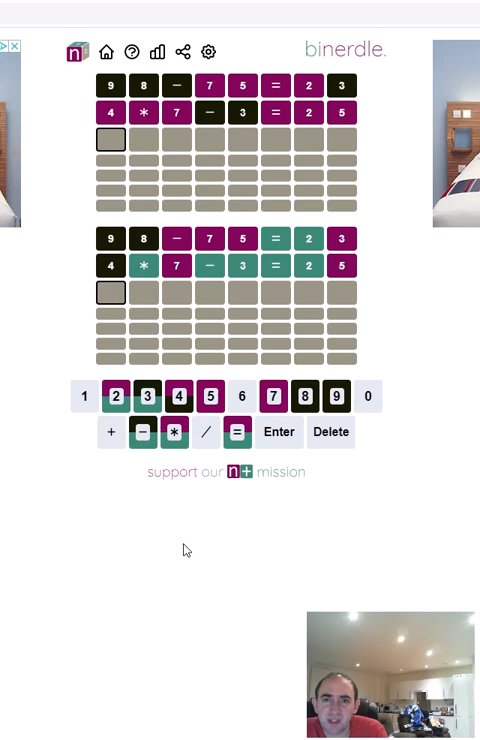 n binerdle.
9 8 - 7 5 = 2 3
4 * 7 - 3 = 2 5
9 8 - 7 5 = 2 3
4 * 7 - 3 = 2 5
1 2 3 4 5 6 7 8 9 0
+ - * / = Enter Delete
support our n+ mission